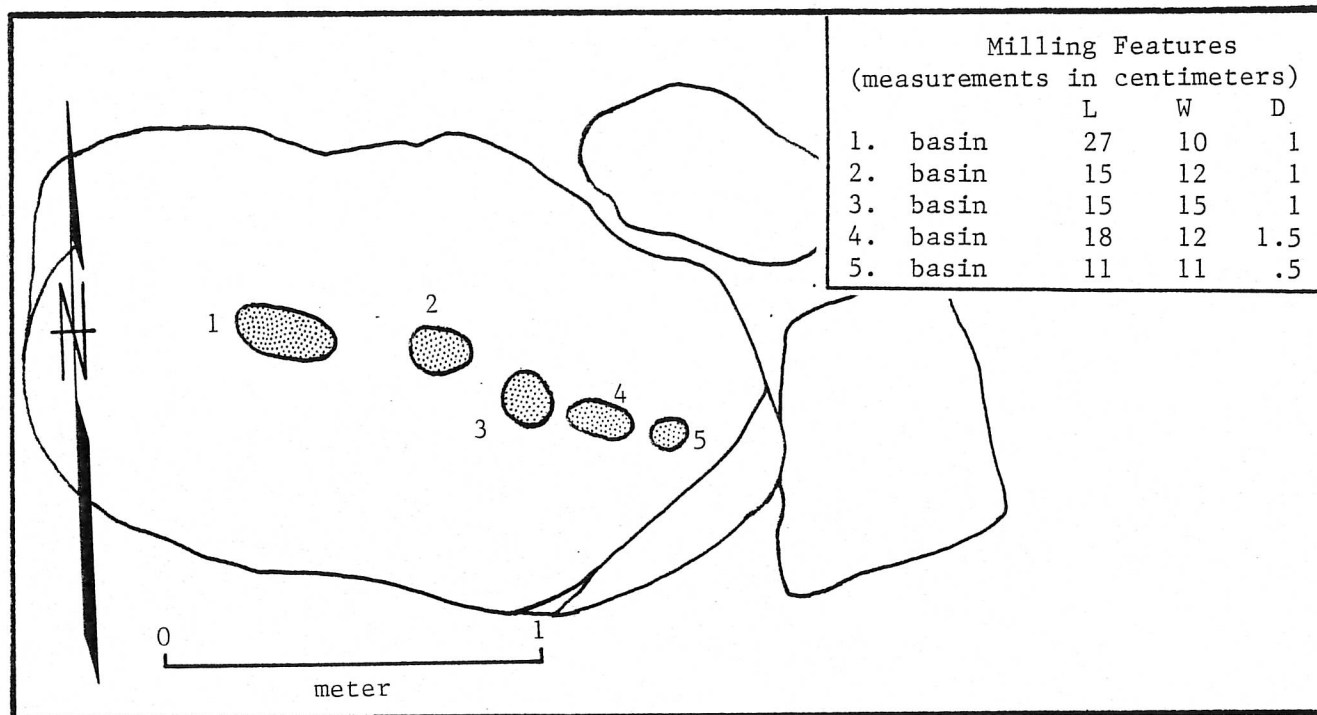 Milling Features
(measurements in centimeters)
L W D
1. basin 27 10 1
2. basin 15 12 1
3. basin 15 15 1
4. basin 18 12 1.5
5. basin 11 11 .5
N
1
2
3
4
5
0 1
meter